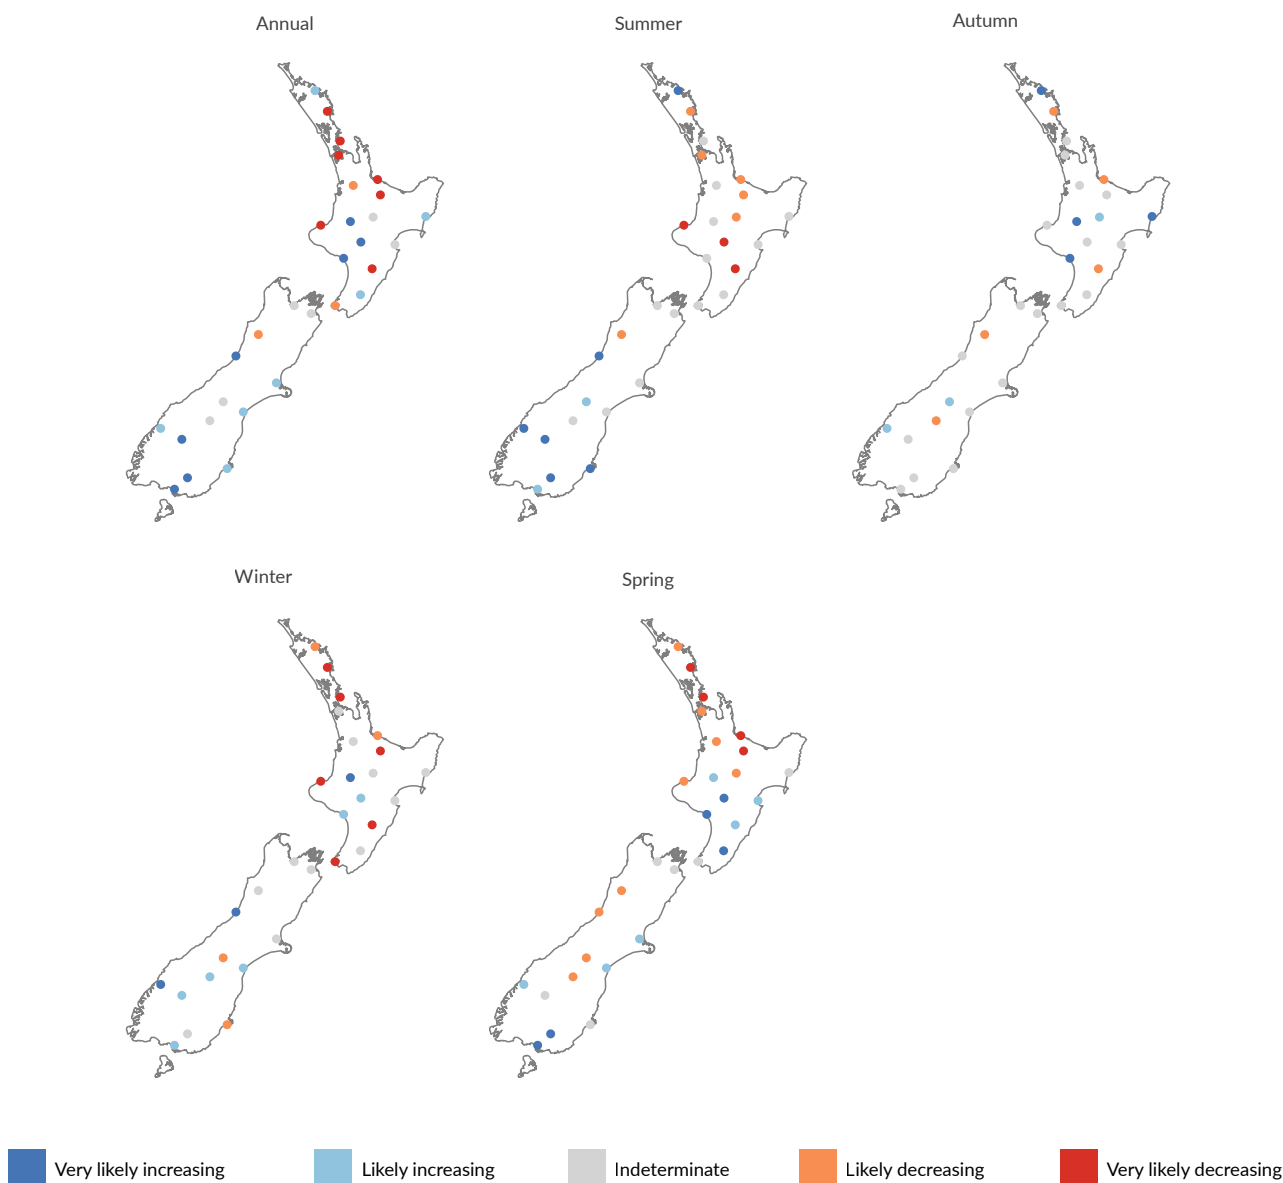 Annual
Summer
Autumn
Winter
Spring
Very likely increasing
Likely increasing
Indeterminate
Likely decreasing
Very likely decreasing